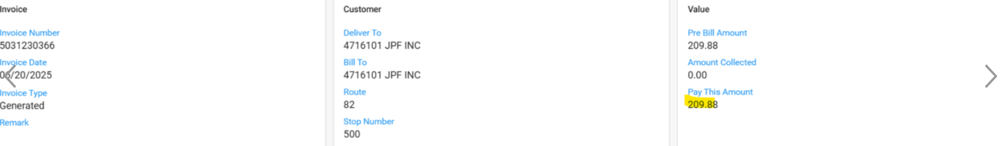 Invoice
Invoice Number
5031230366
Invoice Date
06/20/2025
Invoice Type
Generated
Remark
Customer
Deliver To
4716101 JPF INC
Bill To
4716101 JPF INC
Route
82
Stop Number
500
Value
Pre Bill Amount
209.88
Amount Collected
0.00
Pay This Amount
209.88